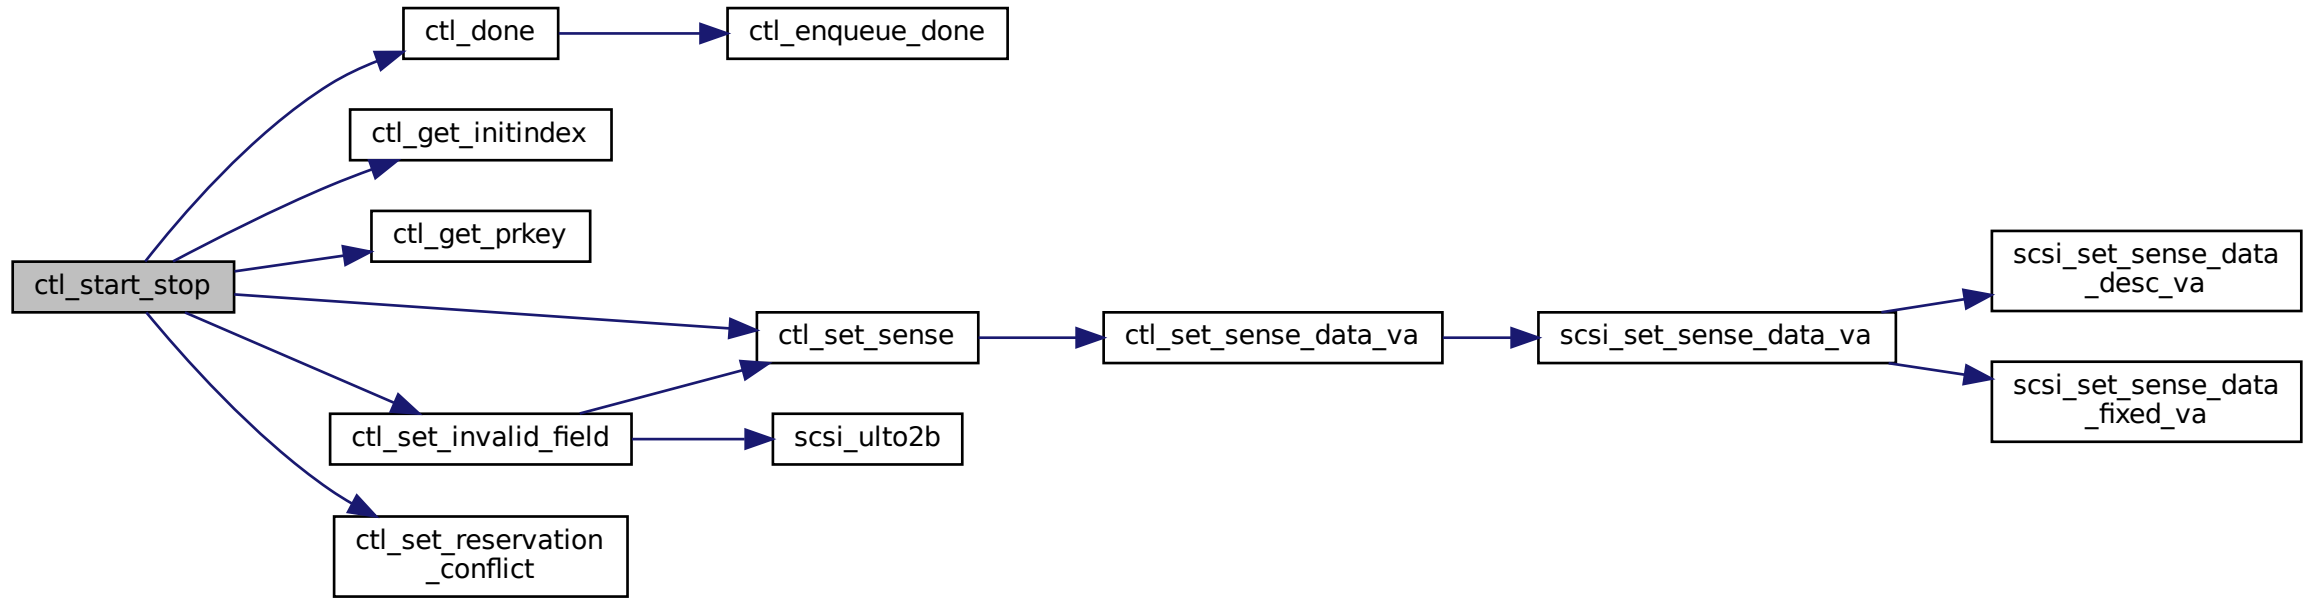 ctl_done
ctl_enqueue_done
ctl_get_initindex
ctl_get_prkey
ctl_start_stop
ctl_set_sense
ctl_set_sense_data_va
scsi_set_sense_data_va
scsi_set_sense_data
_desc_va
scsi_set_sense_data
_fixed_va
ctl_set_invalid_field
scsi_ulto2b
ctl_set_reservation
_conflict